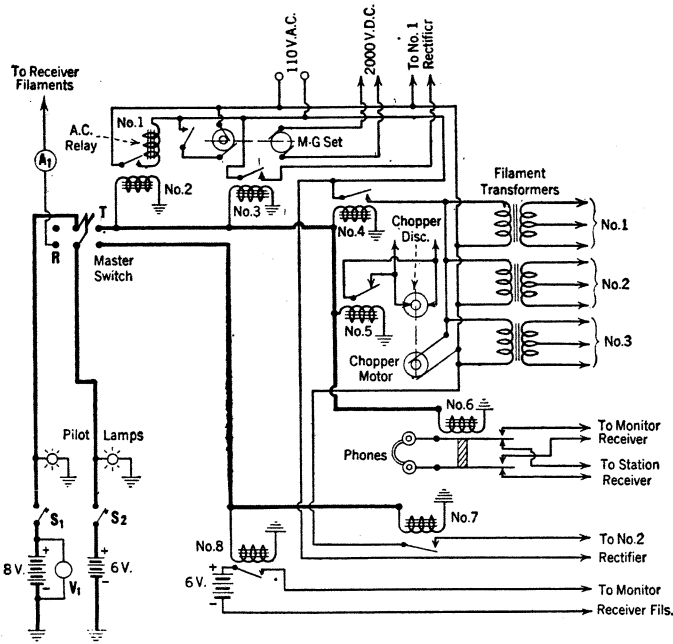 110 V. A.C.
2000 V. D.C.
To No. 1
Rectifier
To Receiver
Filaments
No.1
A.C.
Relay
A1
M-G Set
No.2
No.3
No.4
Filament
Transformers
Chopper
Disc.
No.1
No.2
No.3
T
R
Master
Switch
No.5
Chopper
Motor
No.6
Pilot Lamps
Phones
To Monitor
Receiver
To Station
Receiver
S1
S2
No.7
No.8
To No.2
Rectifier
8 V.
+
-
V1
+
6 V.
-
6 V.
+
-
To Monitor
Receiver Fils.